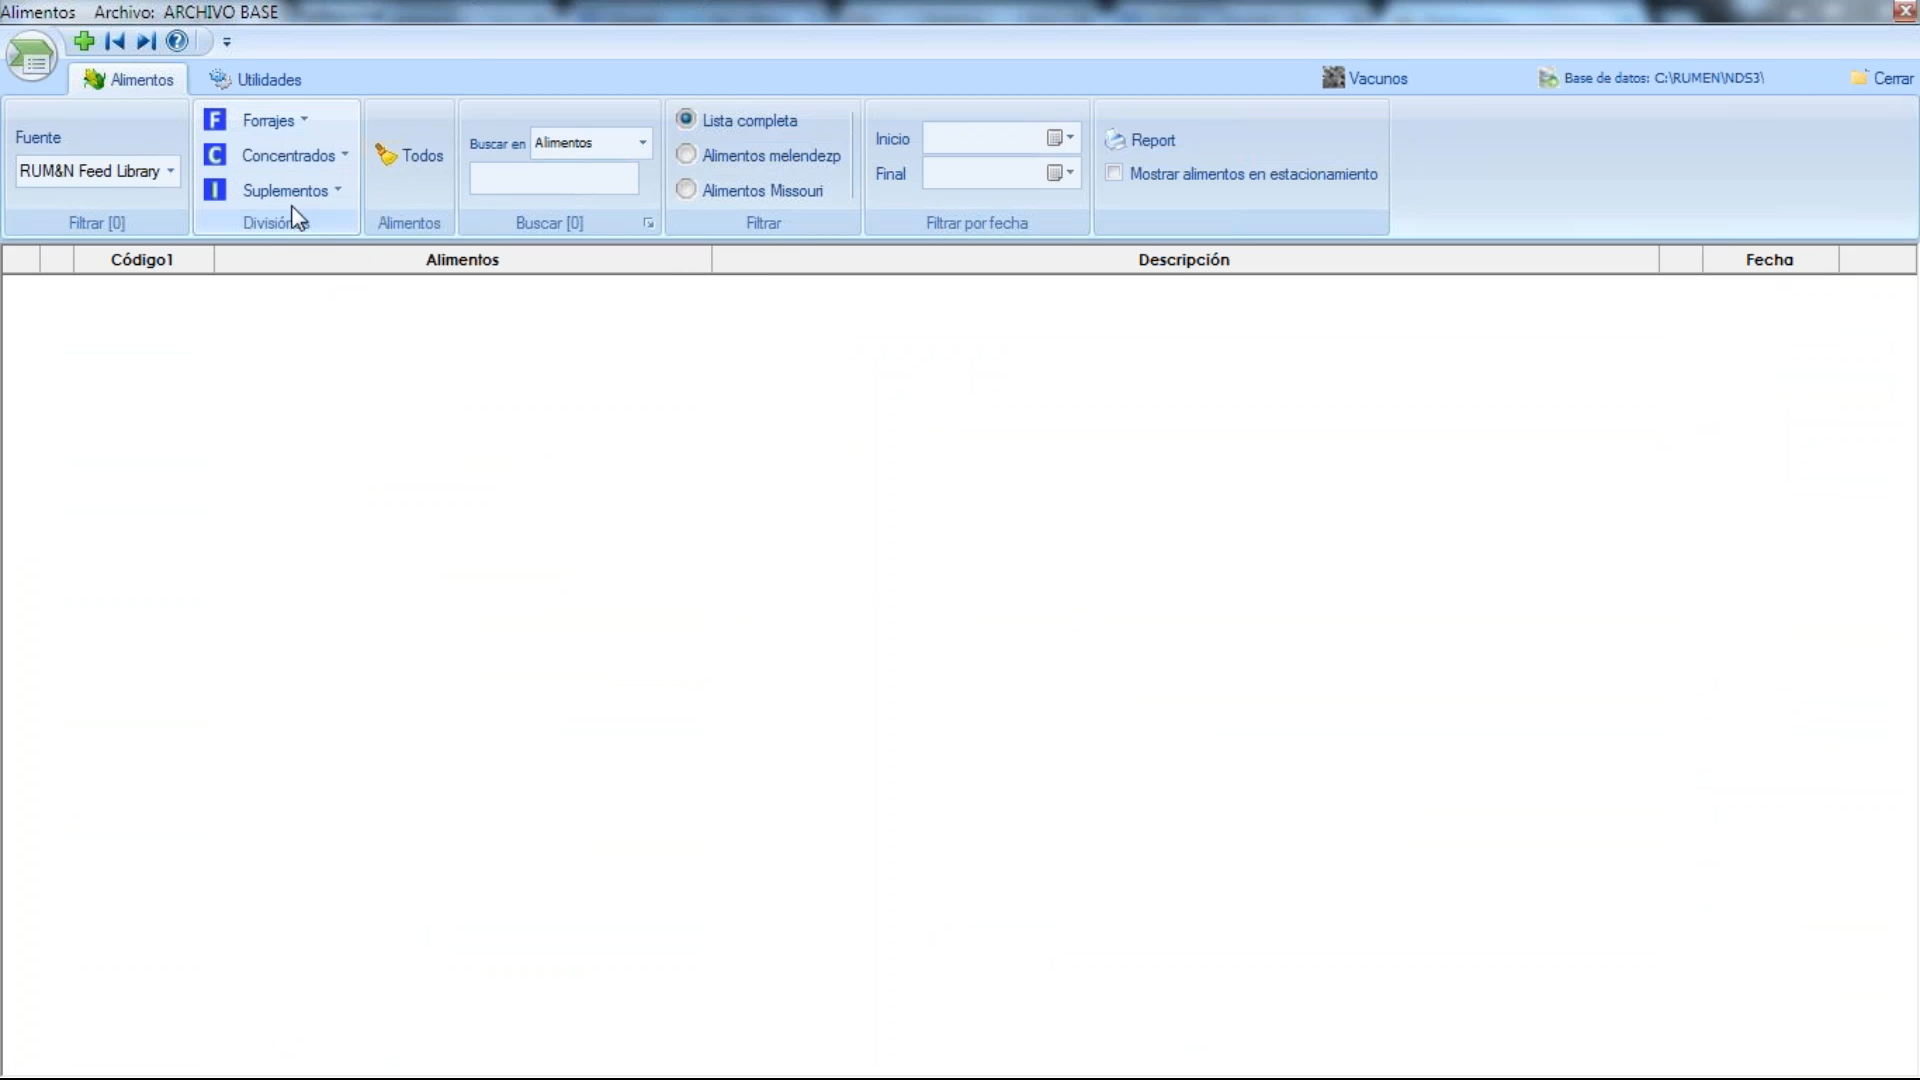 Alimentos Archivo: ARCHIVO BASE
Alimentos Utilidades Vacunos Base de datos: C:\RUMEN\NDS3\ Cerrar
Fuente
RUM&N Feed Library
Filtrar [0]
F Forrajes
C Concentrados
I Suplementos
División s
Todos
Alimentos
Buscar en Alimentos
Buscar [0]
Lista completa
Alimentos melendezp
Alimentos Missouri
Filtrar
Inicio
Final
Filtrar por fecha
Report
Mostrar alimentos en estacionamiento
Código1 Alimentos Descripción Fecha